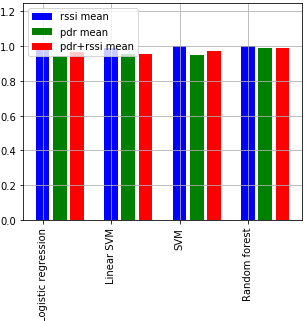 1.2
1.0
0.8
0.6
0.4
0.2
0.0
rssi mean
pdr mean
pdr+rssi mean
Logistic regression
Linear SVM
SVM
Random forest